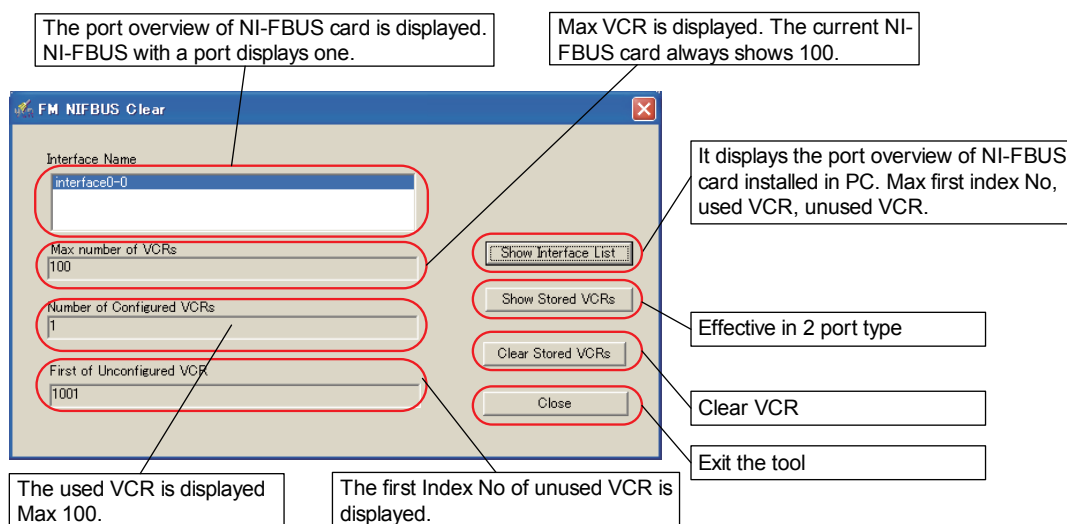 The port overview of NI-FBUS card is displayed.
NI-FBUS with a port displays one.
Max VCR is displayed. The current NI-
FBUS card always shows 100.
FM NIFBUS Clear
Interface Name
interface0-0
It displays the port overview of NI-FBUS
card installed in PC. Max first index No,
used VCR, unused VCR.
Max number of VCRs
100
Show Interface List
Number of Configured VCRs
1
Show Stored VCRs
Effective in 2 port type
First of Unconfigured VCR
1001
Clear Stored VCRs
Clear VCR
Close
Exit the tool
The used VCR is displayed
Max 100.
The first Index No of unused VCR is
displayed.